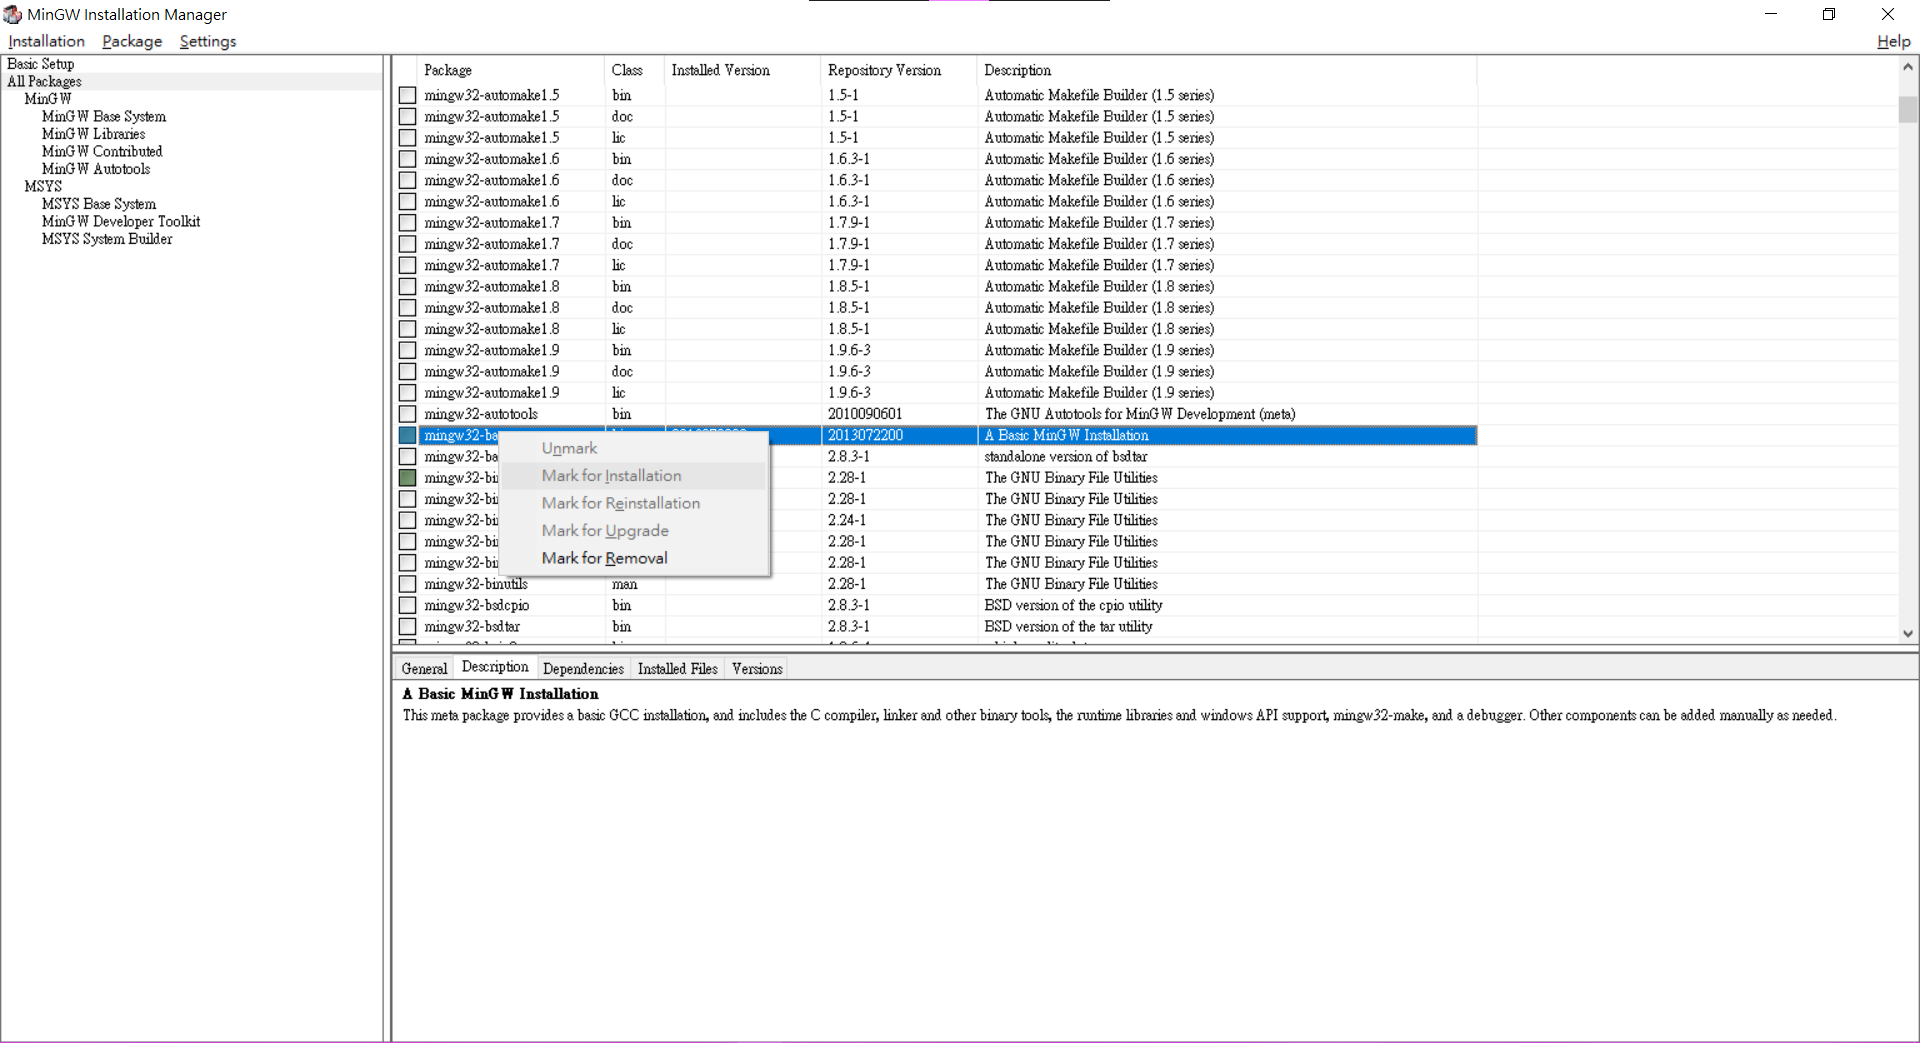 MinGW Installation Manager
Installation Package Settings Help
Basic Setup
All Packages
MinGW
MinGW Base System
MinGW Libraries
MinGW Contributed
MinGW Autotools
MSYS
MSYS Base System
MinGW Developer Toolkit
MSYS System Builder
Package Class Installed Version Repository Version Description
mingw32-automake1.5 bin 1.5-1 Automatic Makefile Builder (1.5 series)
mingw32-automake1.5 doc 1.5-1 Automatic Makefile Builder (1.5 series)
mingw32-automake1.5 lic 1.5-1 Automatic Makefile Builder (1.5 series)
mingw32-automake1.6 bin 1.6.3-1 Automatic Makefile Builder (1.6 series)
mingw32-automake1.6 doc 1.6.3-1 Automatic Makefile Builder (1.6 series)
mingw32-automake1.6 lic 1.6.3-1 Automatic Makefile Builder (1.6 series)
mingw32-automake1.7 bin 1.7.9-1 Automatic Makefile Builder (1.7 series)
mingw32-automake1.7 doc 1.7.9-1 Automatic Makefile Builder (1.7 series)
mingw32-automake1.7 lic 1.7.9-1 Automatic Makefile Builder (1.7 series)
mingw32-automake1.8 bin 1.8.5-1 Automatic Makefile Builder (1.8 series)
mingw32-automake1.8 doc 1.8.5-1 Automatic Makefile Builder (1.8 series)
mingw32-automake1.8 lic 1.8.5-1 Automatic Makefile Builder (1.8 series)
mingw32-automake1.9 bin 1.9.6-3 Automatic Makefile Builder (1.9 series)
mingw32-automake1.9 doc 1.9.6-3 Automatic Makefile Builder (1.9 series)
mingw32-automake1.9 lic 1.9.6-3 Automatic Makefile Builder (1.9 series)
mingw32-autotools bin 2010090601 The GNU Autotools for MinGW Development (meta)
mingw32-ba 2013072200 A Basic MinGW Installation
mingw32-ba 2.8.3-1 standalone version of bsdtar
mingw32-bi 2.28-1 The GNU Binary File Utilities
mingw32-bi 2.28-1 The GNU Binary File Utilities
mingw32-bi 2.24-1 The GNU Binary File Utilities
mingw32-bi 2.28-1 The GNU Binary File Utilities
mingw32-bi 2.28-1 The GNU Binary File Utilities
mingw32-binutils man 2.28-1 The GNU Binary File Utilities
mingw32-bsdcpio bin 2.8.3-1 BSD version of the cpio utility
mingw32-bsdtar bin 2.8.3-1 BSD version of the tar utility
Unmark
Mark for Installation
Mark for Reinstallation
Mark for Upgrade
Mark for Removal
General Description Dependencies Installed Files Versions
A Basic MinGW Installation
This meta package provides a basic GCC installation, and includes the C compiler, linker and other binary tools, the runtime libraries and windows API support, mingw32-make, and a debugger. Other components can be added manually as needed.